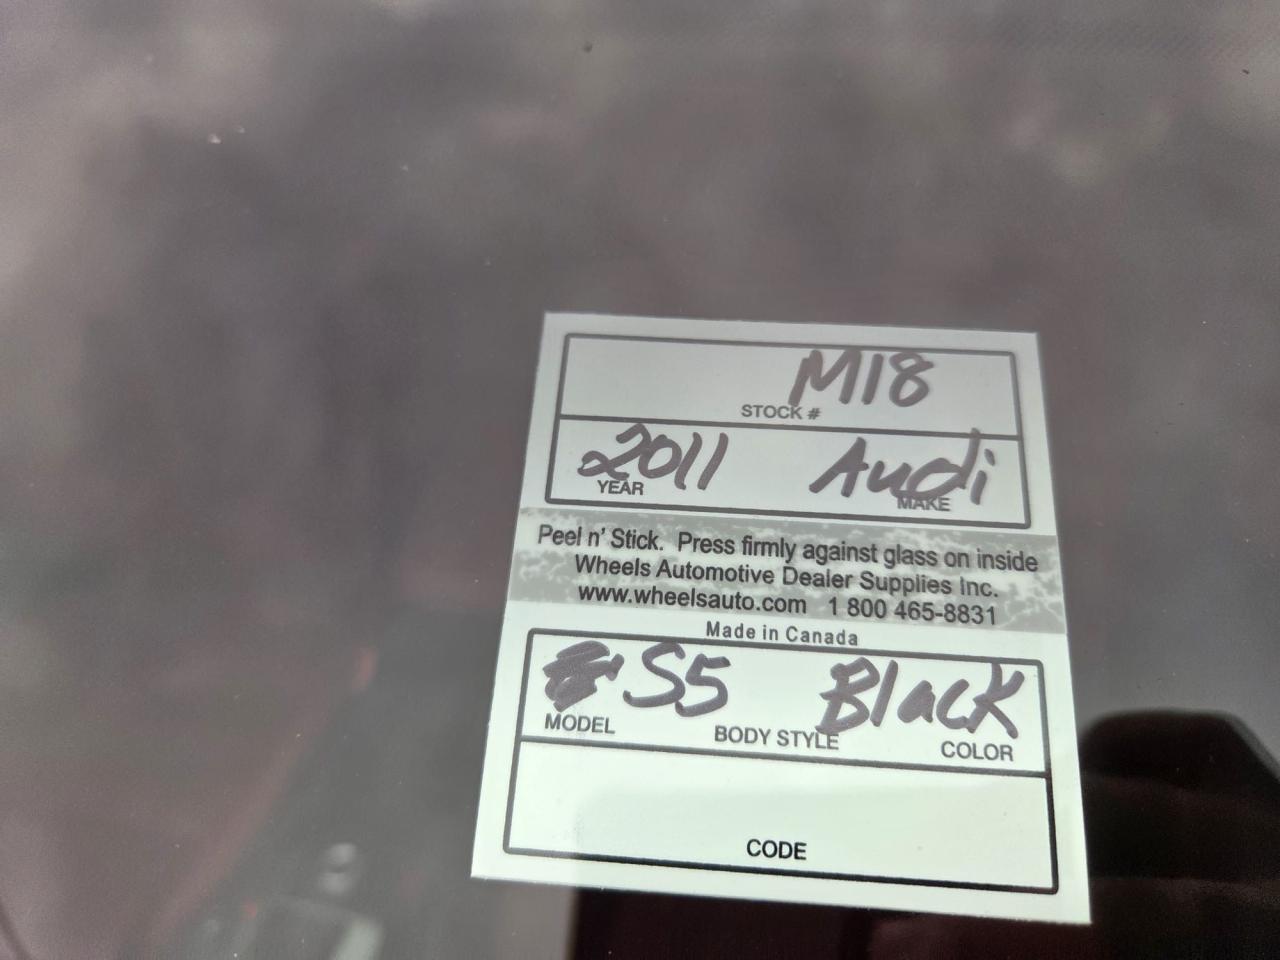 M18
STOCK #
2011 Audi
YEAR MAKE
Peel n' Stick. Press firmly against glass on inside
Wheels Automotive Dealer Supplies Inc.
www.wheelsauto.com 1 800 465-8831
Made in Canada
S5 Black
MODEL BODY STYLE COLOR
CODE